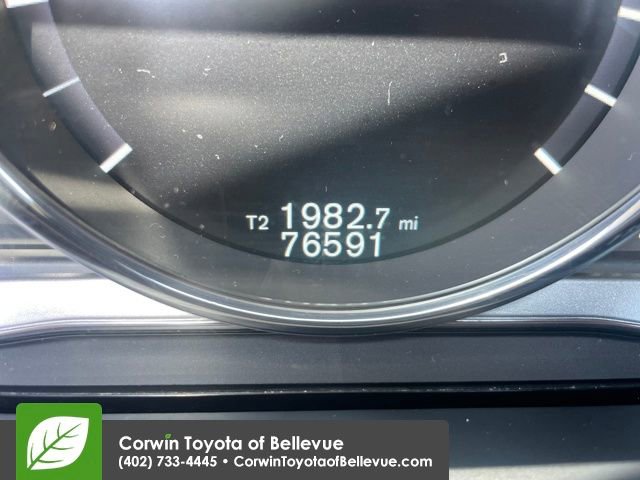 T2 1982.7 mi
76591
Corwin Toyota of Bellevue
(402) 733-4445 • CorwinToyotaofBellevue.com